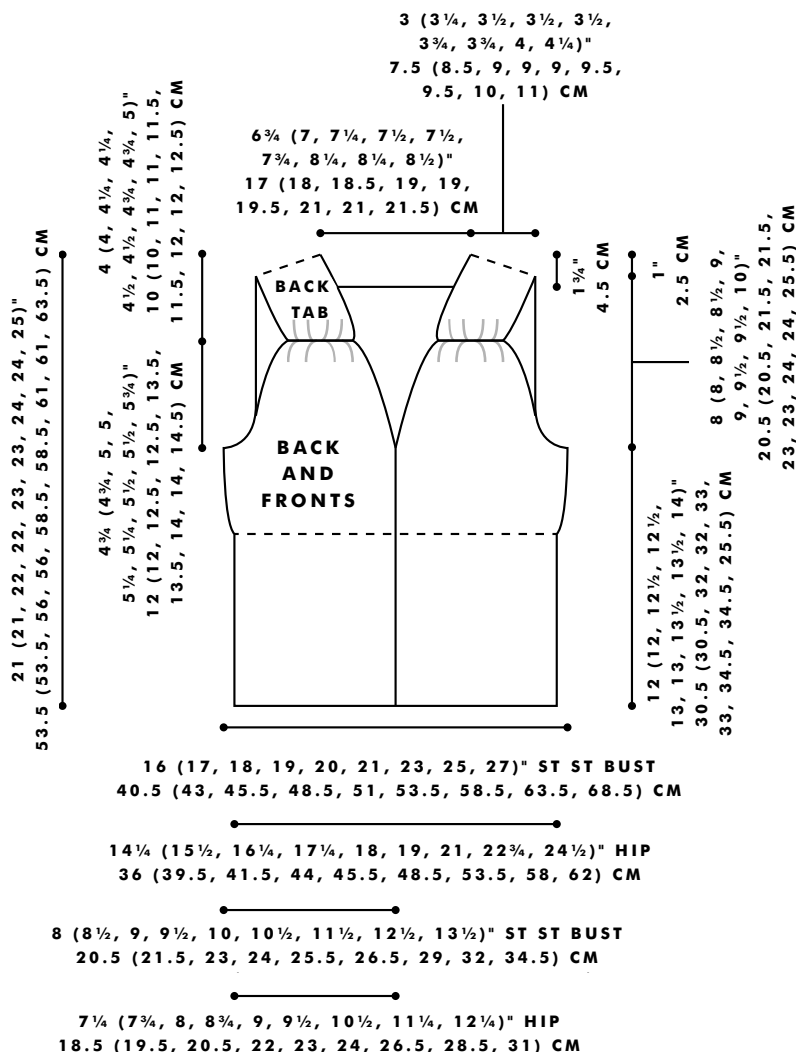 3 (3¼, 3½, 3½, 3½,
3¾, 3¾, 4, 4¼)"
7.5 (8.5, 9, 9, 9, 9.5,
9.5, 10, 11) CM
6¾ (7, 7¼, 7½, 7½,
7¾, 8¼, 8¼, 8½)"
17 (18, 18.5, 19, 19,
19.5, 21, 21, 21.5) CM
4 (4, 4¼, 4¼,
4½, 4½, 4¾, 4¾, 5)"
10 (10, 11, 11, 11.5,
11.5, 12, 12, 12.5) CM
BACK
TAB
1¾"
4.5 CM
1"
2.5 CM
8 (8, 8½, 8½, 9,
9, 9½, 9½, 10)"
20.5 (20.5, 21.5, 21.5,
23, 23, 24, 24, 25.5) CM
21 (21, 22, 22, 23, 23, 24, 24, 25)"
53.5 (53.5, 56, 56, 58.5, 58.5, 61, 61, 63.5) CM
4¾ (4¾, 5, 5,
5¼, 5¼, 5½, 5½, 5¾)"
12 (12, 12.5, 12.5, 13.5,
13.5, 14, 14, 14.5) CM
BACK
AND
FRONTS
12 (12, 12½, 12½,
13, 13, 13½, 13½, 14)"
30.5 (30.5, 32, 32, 33,
33, 34.5, 34.5, 25.5) CM
16 (17, 18, 19, 20, 21, 23, 25, 27)" ST ST BUST
40.5 (43, 45.5, 48.5, 51, 53.5, 58.5, 63.5, 68.5) CM
14¼ (15½, 16¼, 17¼, 18, 19, 21, 22¾, 24½)" HIP
36 (39.5, 41.5, 44, 45.5, 48.5, 53.5, 58, 62) CM
8 (8½, 9, 9½, 10, 10½, 11½, 12½, 13½)" ST ST BUST
20.5 (21.5, 23, 24, 25.5, 26.5, 29, 32, 34.5) CM
7¼ (7¾, 8, 8¾, 9, 9½, 10½, 11¼, 12¼)" HIP
18.5 (19.5, 20.5, 22, 23, 24, 26.5, 28.5, 31) CM